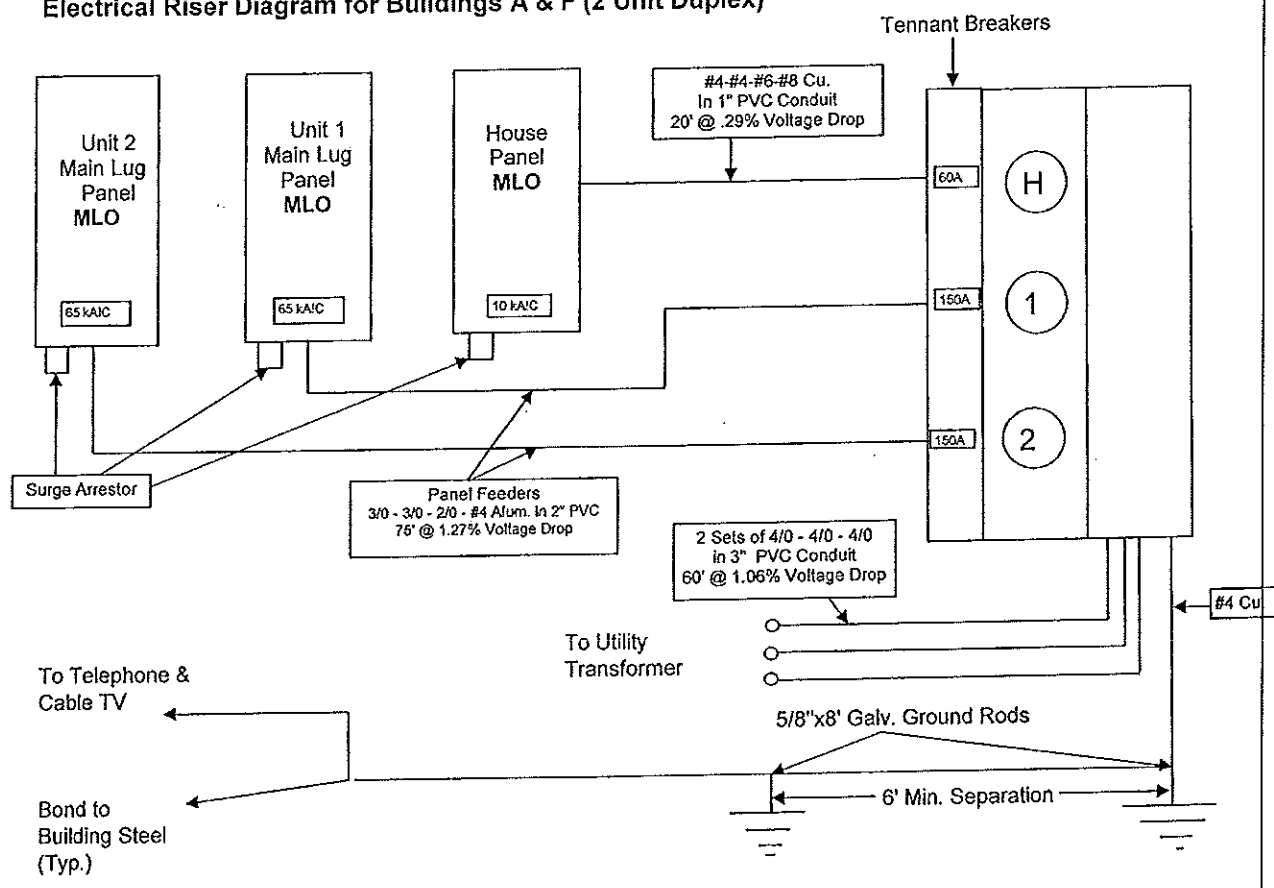 Electrical Riser Diagram for Buildings A & F (2 Unit Duplex)
Tennant Breakers
Unit 2
Main Lug
Panel
MLO
65 kAIC
Unit 1
Main Lug
Panel
MLO
65 kAIC
House
Panel
MLO
10 kAIC
#4-#4-#6-#8 Cu.
In 1" PVC Conduit
20' @ .29% Voltage Drop
60A
H
150A
1
150A
2
Surge Arrestor
Panel Feeders
3/0 - 3/0 - 2/0 - #4 Alum. In 2" PVC
75' @ 1.27% Voltage Drop
2 Sets of 4/0 - 4/0 - 4/0
in 3" PVC Conduit
60' @ 1.06% Voltage Drop
#4 Cu
To Utility
Transformer
To Telephone &
Cable TV
5/8"x8' Galv. Ground Rods
6' Min. Separation
Bond to
Building Steel
(Typ.)